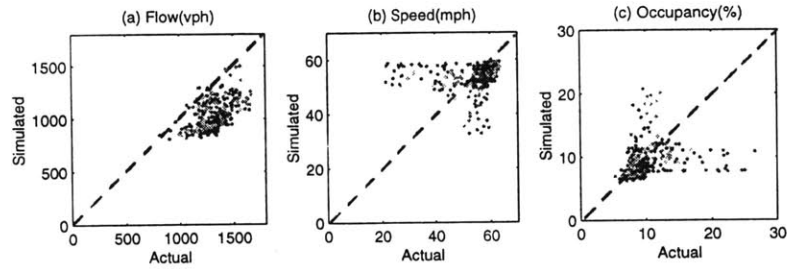 (a) Flow(vph)
1500
1000
500
0
Simulated
0 500 1000 1500
Actual
(b) Speed(mph)
60
40
20
0
Simulated
0 20 40 60
Actual
(c) Occupancy(%)
30
20
10
0
Simulated
0 10 20 30
Actual